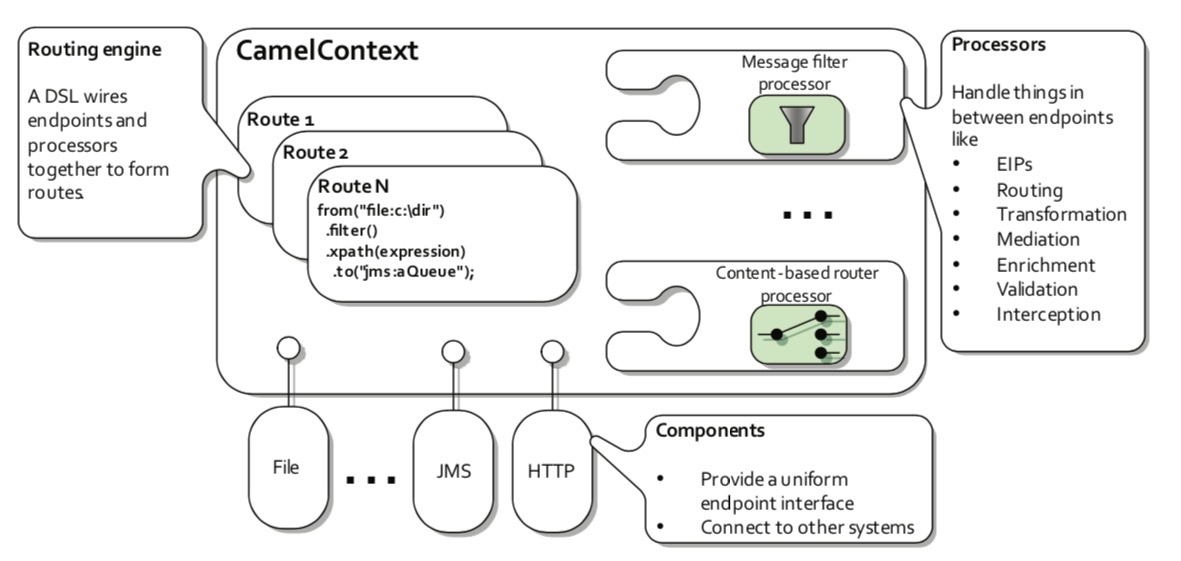 Routing engine
A DSL wires
endpoints and
processors
together to form
routes.
CamelContext
Route 1
Route 2
Route N
from("file:c:\dir")
.filter()
.xpath(expression)
.to("jms:aQueue");
Message filter
processor
...
Content-based router
processor
Processors
Handle things in
between endpoints
like
• EIPs
• Routing
• Transformation
• Mediation
• Enrichment
• Validation
• Interception
File
...
JMS
HTTP
Components
• Provide a uniform
endpoint interface
• Connect to other systems